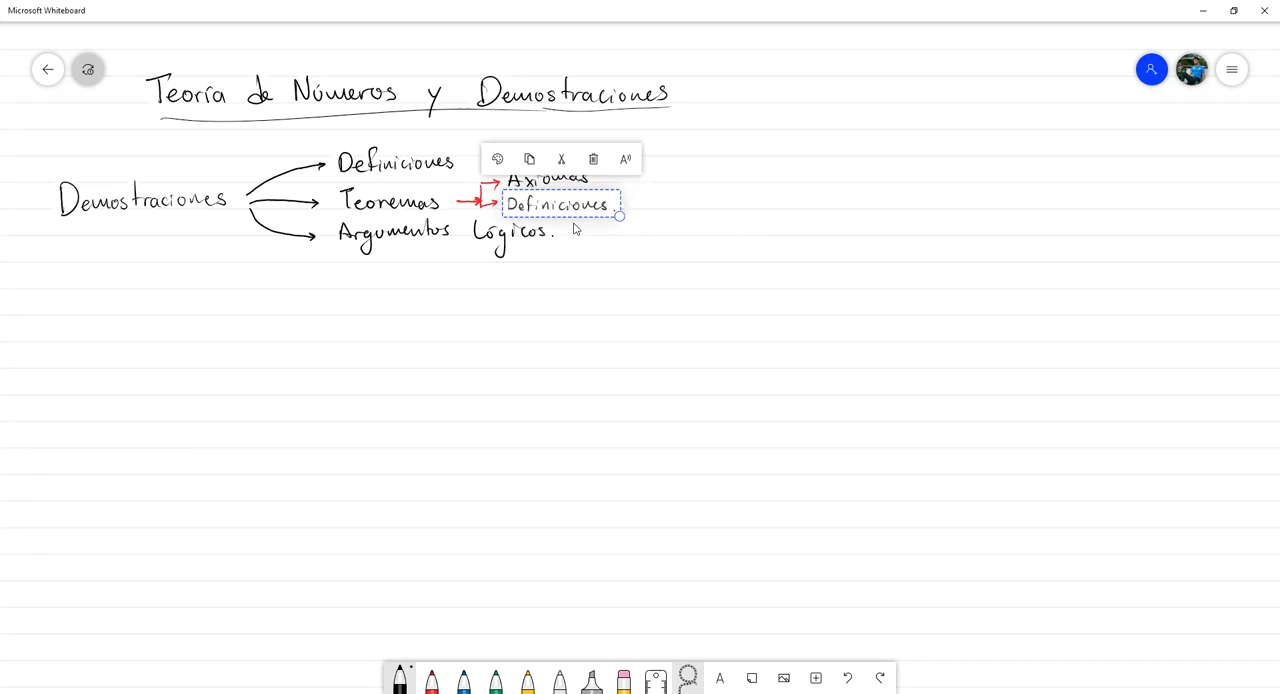 Microsoft Whiteboard
Teoría de Números y Demostraciones
Definiciones
Axiomas
Demostraciones
Teoremas
Definiciones.
Argumentos Lógicos.